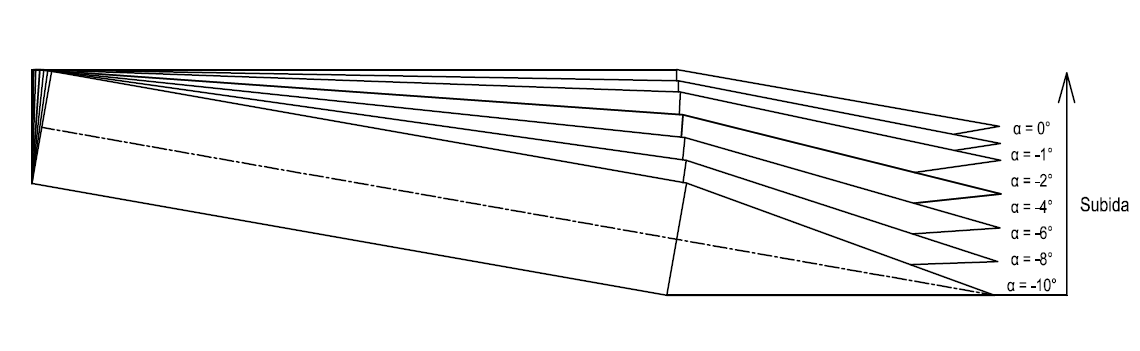 α = 0°
α = -1°
α = -2°
α = -4°
Subida
α = -6°
α = -8°
α = -10°